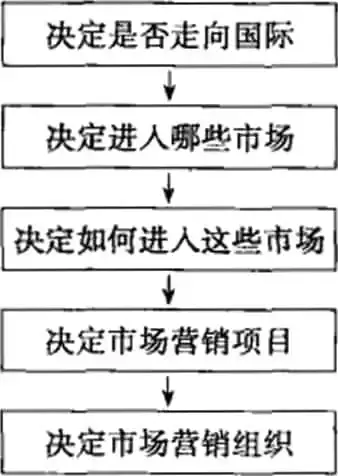 决定是否走向国际
决定进入哪些市场
决定如何进入这些市场
决定市场营销项目
决定市场营销组织